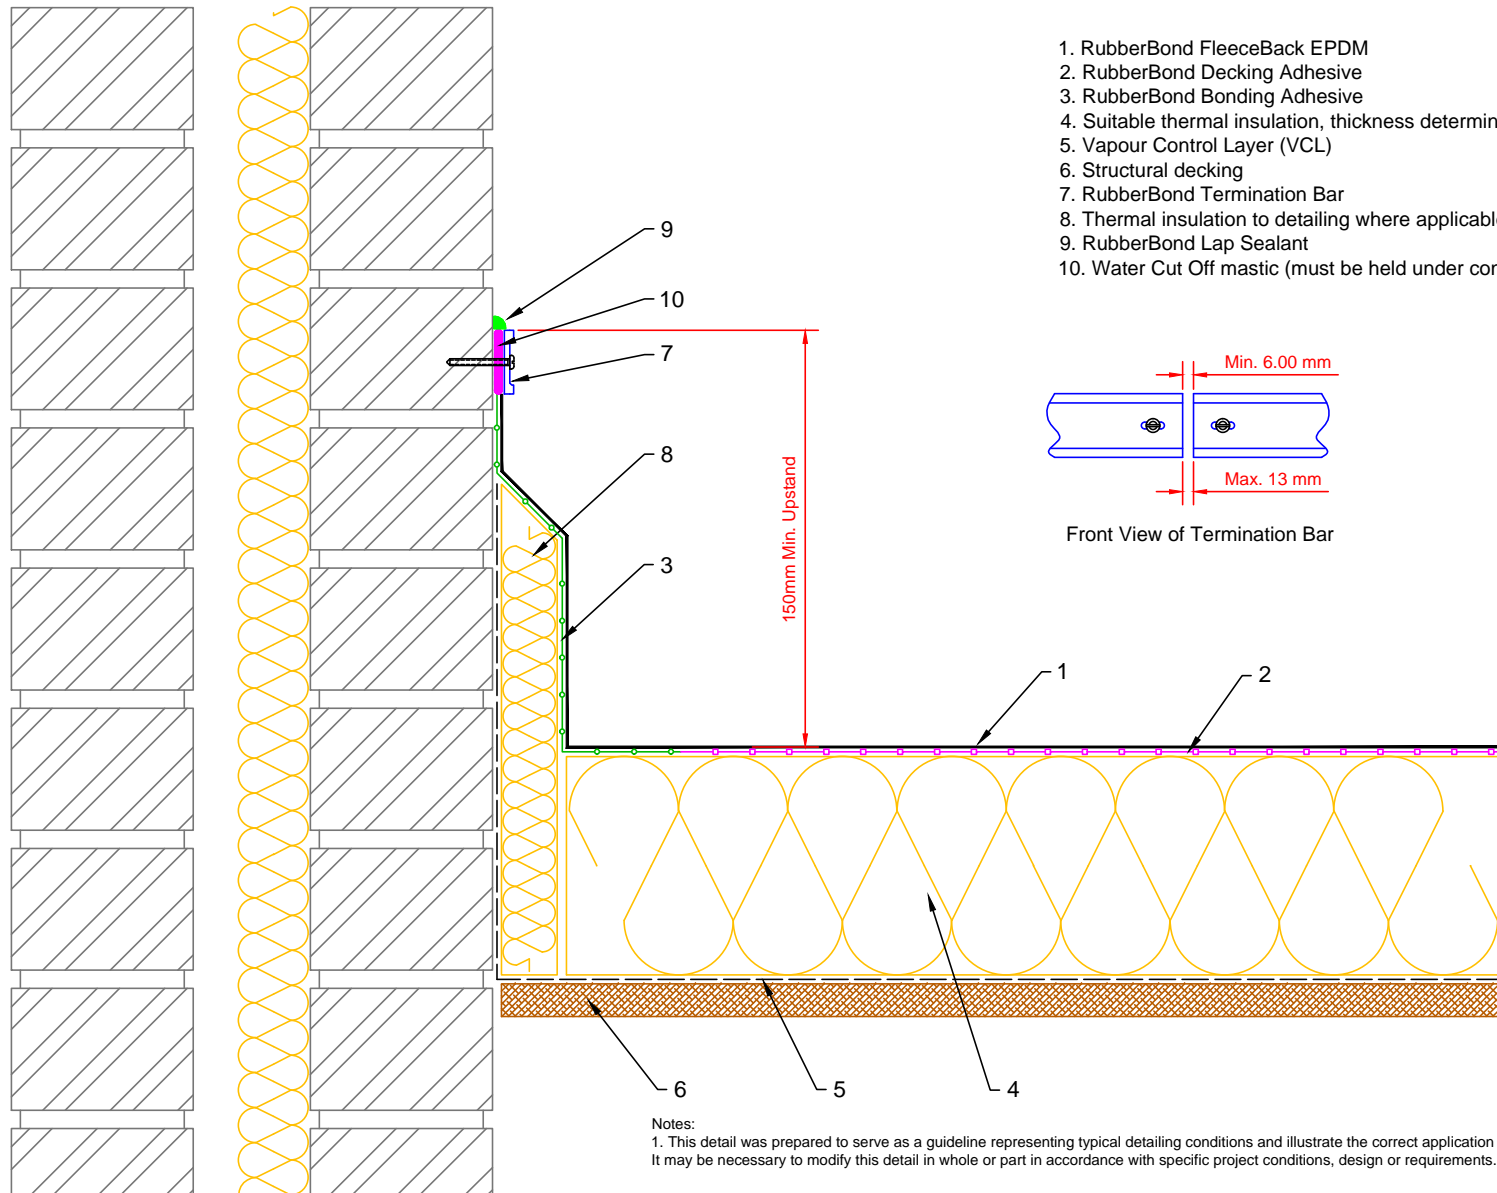 1. RubberBond FleeceBack EPDM
2. RubberBond Decking Adhesive
3. RubberBond Bonding Adhesive
4. Suitable thermal insulation, thickness
5. Vapour Control Layer (VCL)
6. Structural decking
7. RubberBond Termination Bar
8. Thermal insulation to detailing where
9. RubberBond Lap Sealant
10. Water Cut Off mastic (must be held under
9
10
7
8
3
150mm Min. Upstand
Min. 6.00 mm
Max. 13 mm
Front View of Termination Bar
1
2
6
5
4
Notes:
1. This detail was prepared to serve as a guideline representing typical detailing conditions and illustrate the correct application
It may be necessary to modify this detail in whole or part in accordance with specific project conditions, design or requirements.